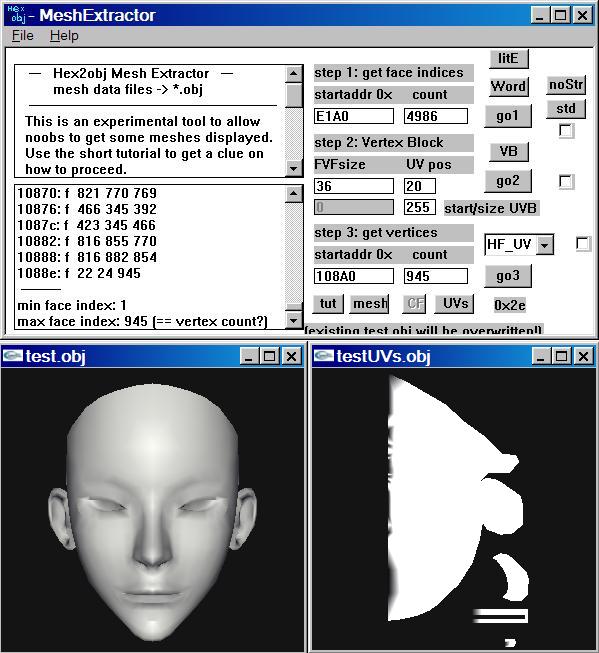 Hex obj- MeshExtractor
File Help
— Hex2obj Mesh Extractor —
mesh data files -> *.obj
This is an experimental tool to allow
noobs to get some meshes displayed.
Use the short tutorial to get a clue on
how to proceed.
10870: f 821 770 769
10876: f 466 345 392
1087c: f 423 345 466
10882: f 816 855 770
10888: f 816 882 854
1088e: f 22 24 945
min face index: 1
max face index: 945 (== vertex count?)
step 1: get face indices
startaddr 0x count
E1A0 4986
step 2: Vertex Block
FVFsize UV pos
36 20
0 255 start/size UVB
step 3: get vertices
startaddr 0x count
108A0 945
tut mesh CF UVs
(existing test.obj will be overwritten!)
litE
Word noStr
go1 std
VB
go2
HF_UV
go3
0x2e
test.obj
testUVs.obj